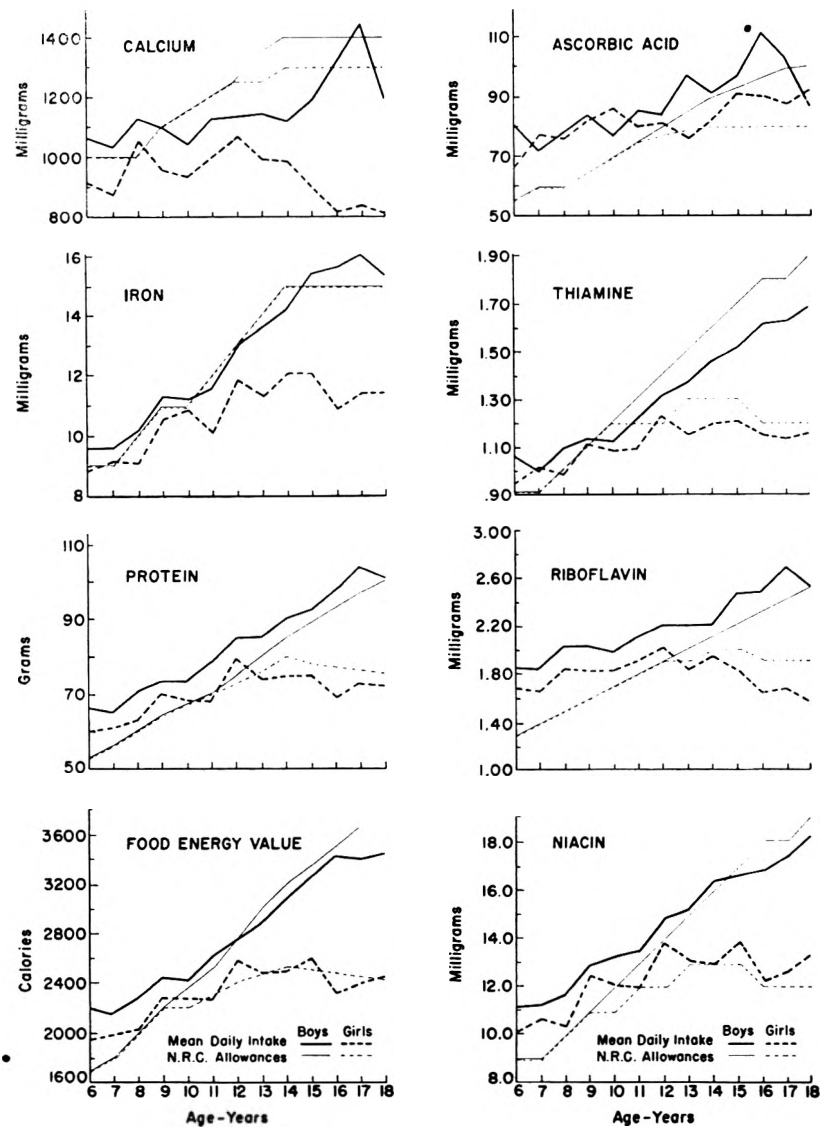 CALCIUM
Milligrams
1400
1200
1000
800
ASCORBIC ACID
Milligrams
110
90
70
50
IRON
Milligrams
16
14
12
10
8
THIAMINE
Milligrams
1.90
1.70
1.50
1.30
1.10
.90
PROTEIN
Grams
110
90
70
50
RIBOFLAVIN
Milligrams
3.00
2.60
2.20
1.80
1.40
1.00
FOOD ENERGY VALUE
Calories
3600
3200
2800
2400
2000
1600
Boys Girls
Mean Daily Intake
N.R.C. Allowances
6 7 8 9 10 11 12 13 14 15 16 17 18
Age-Years
NIACIN
Milligrams
18.0
16.0
14.0
12.0
10.0
8.0
Boys Girls
Mean Daily Intake
N.R.C. Allowances
6 7 8 9 10 11 12 13 14 15 16 17 18
Age-Years